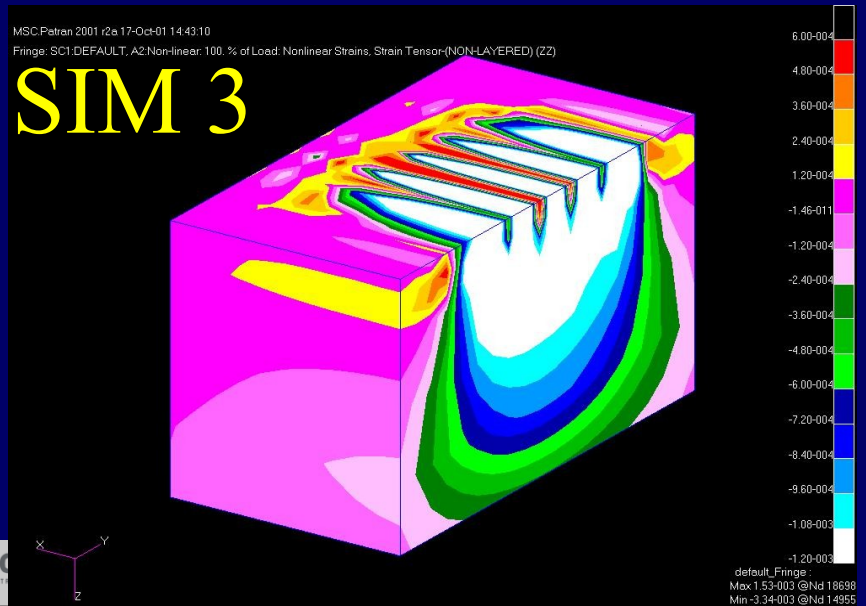 MSC.Patran 2001 r2a 17-Oct-01 14:43:10
Fringe: SC1:DEFAULT, A2:Non-linear: 100. % of Load: Nonlinear Strains, Strain Tensor-(NON-LAYERED) (ZZ)
SIM 3
6.00-004
4.80-004
3.60-004
2.40-004
1.20-004
-1.46-011
-1.20-004
-2.40-004
-3.60-004
-4.80-004
-6.00-004
-7.20-004
-8.40-004
-9.60-004
-1.08-003
-1.20-003
X
Y
Z
default_Fringe :
Max 1.53-003 @Nd 18698
Min -3.34-003 @Nd 14955